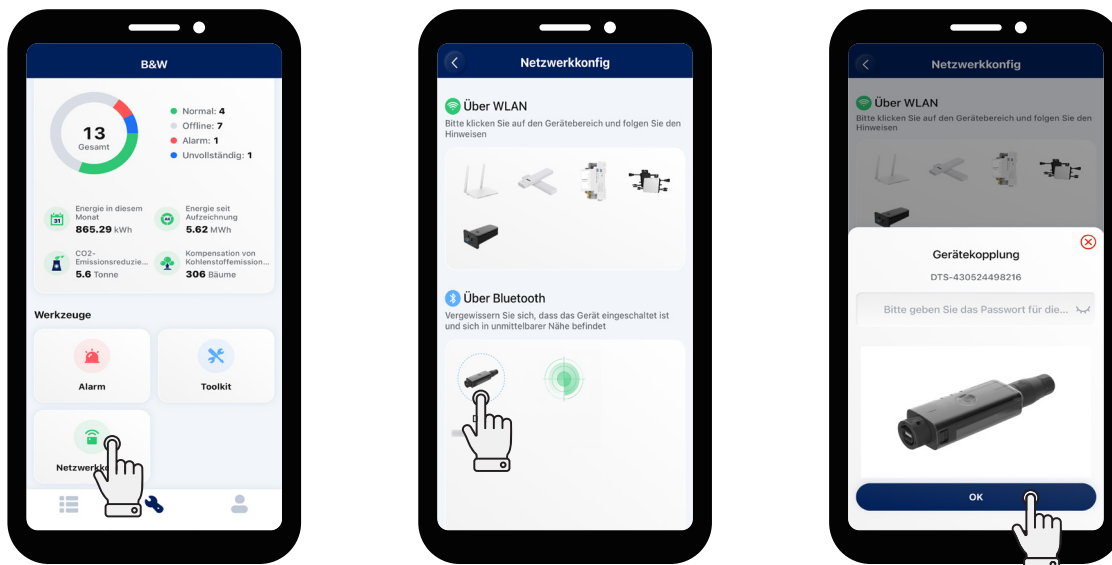 B&W
13
Gesamt
Normal: 4
Offline: 7
Alarm: 1
Unvollständig: 1
31
Energie in diesem
Monat
865.29 kWh
Energie seit
Aufzeichnung
5.62 MWh
CO2-
Emissionsreduzie...
5.6 Tonne
Kompensation von
Kohlenstoffemission...
306 Bäume
Werkzeuge
Alarm
Toolkit
Netzwerkko
Netzwerkkonfig
Über WLAN
Bitte klicken Sie auf den Gerätebereich und folgen Sie den
Hinweisen
Über Bluetooth
Vergewissern Sie sich, dass das Gerät eingeschaltet ist
und sich in unmittelbarer Nähe befindet
D
Netzwerkkonfig
Über WLAN
Bitte klicken Sie auf den Gerätebereich und folgen Sie den
Hinweisen
Gerätekopplung
DTS-430524498216
Bitte geben Sie das Passwort für die...
OK